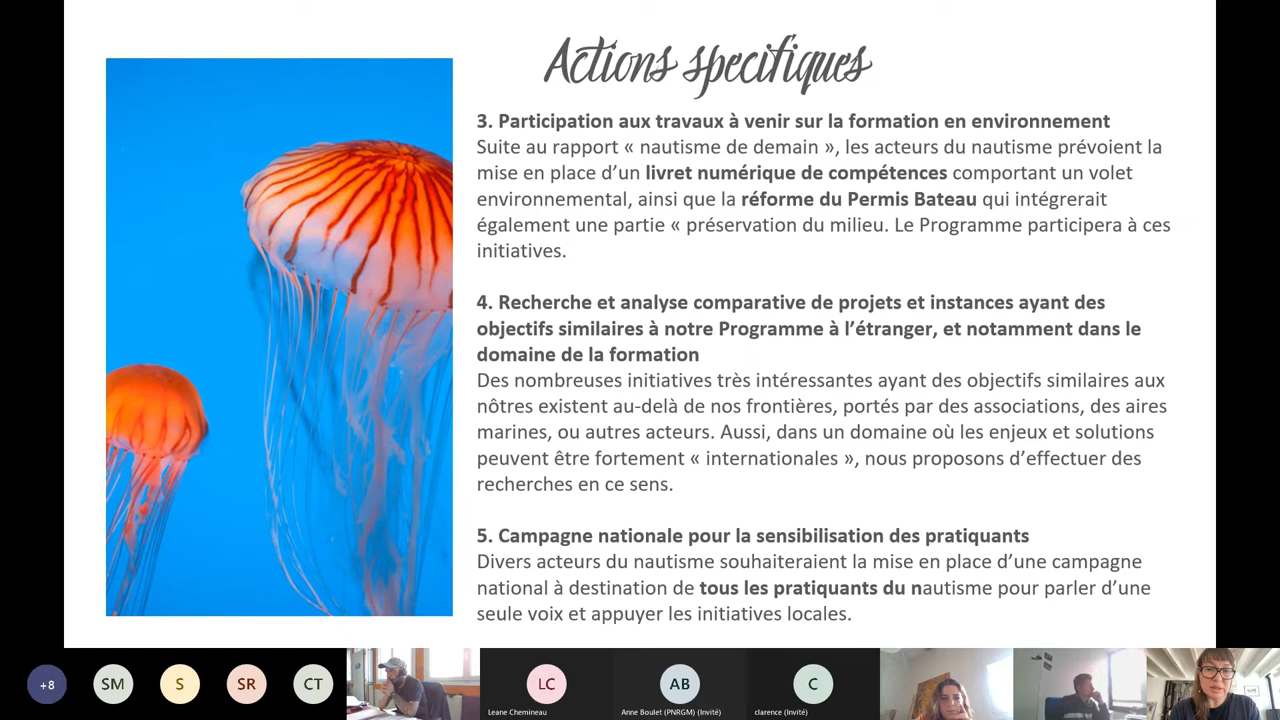 Actions specifiques
3. Participation aux travaux à venir sur la formation en environnement
Suite au rapport « nautisme de demain », les acteurs du nautisme prévoient la
mise en place d’un livret numérique de compétences comportant un volet
environnemental, ainsi que la réforme du Permis Bateau qui intégrerait
également une partie « préservation du milieu. Le Programme participera à ces
initiatives.
4. Recherche et analyse comparative de projets et instances ayant des
objectifs similaires à notre Programme à l’étranger, et notamment dans le
domaine de la formation
Des nombreuses initiatives très intéressantes ayant des objectifs similaires aux
nôtres existent au-delà de nos frontières, portés par des associations, des aires
marines, ou autres acteurs. Aussi, dans un domaine où les enjeux et solutions
peuvent être fortement « internationales », nous proposons d’effectuer des
recherches en ce sens.
5. Campagne nationale pour la sensibilisation des pratiquants
Divers acteurs du nautisme souhaiteraient la mise en place d’une campagne
national à destination de tous les pratiquants du nautisme pour parler d’une
seule voix et appuyer les initiatives locales.
+8
SM
S
SR
CT
LC
AB
C
Leane Chemineau
Anne Boulet (PNRGM) (Invité)
clarence (Invité)